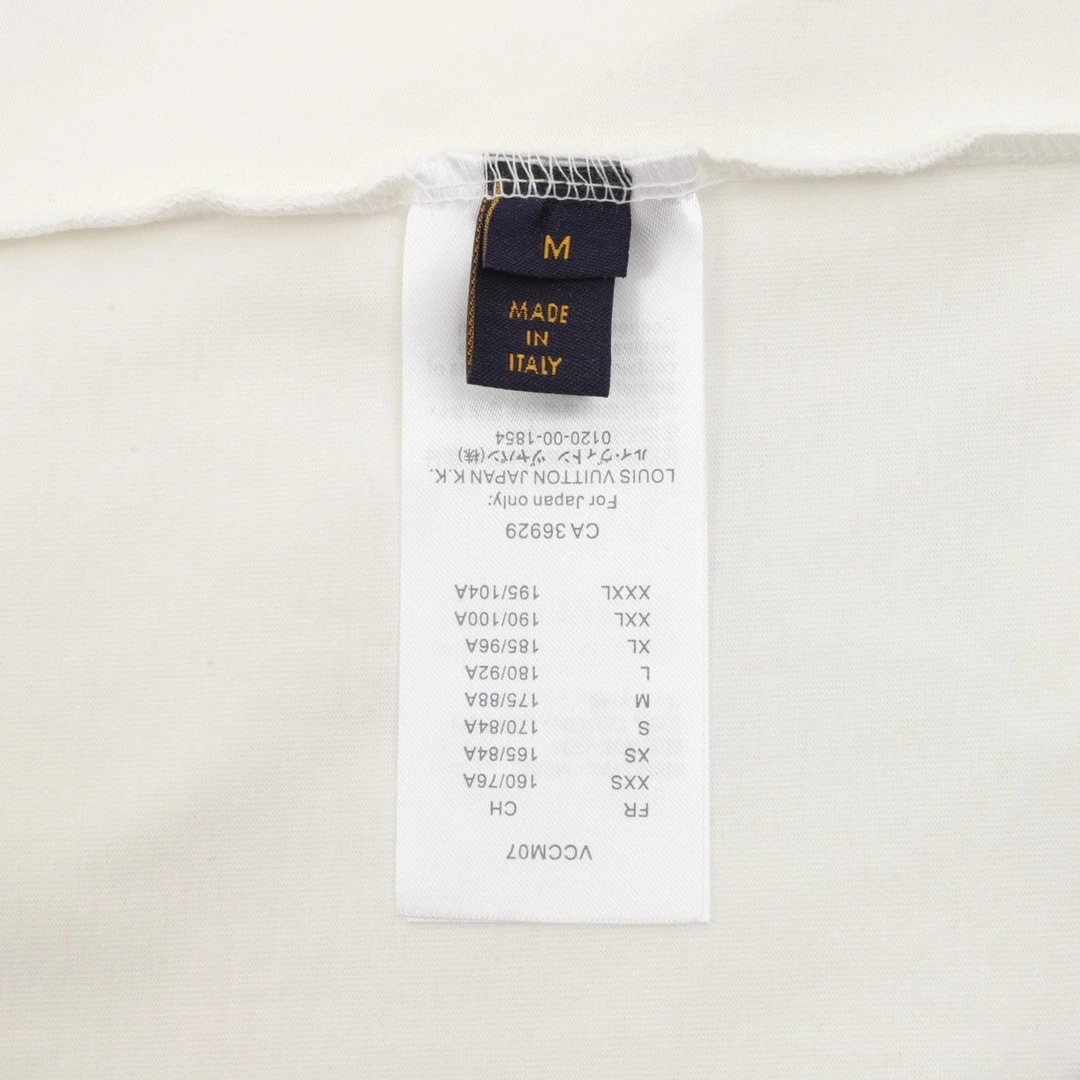 M
MADE
IN
ITALY
VCCM07
FR CH
XXS 160/76A
XS 165/84A
S 170/84A
M 175/88A
L 180/92A
XL 185/96A
XXL 190/100A
XXXL 195/104A
CA 36929
For Japan only:
LOUIS VUITTON JAPAN K.K.
ルイ・ヴィトン ジャパン(株)
0120-00-1854